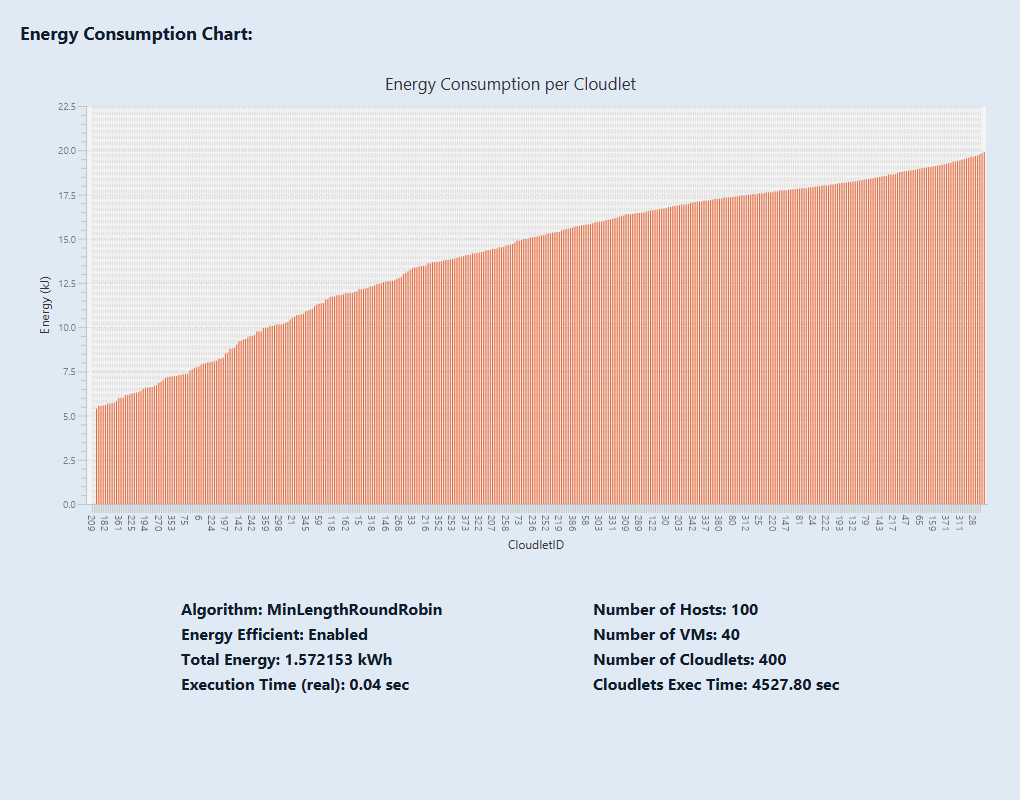 Energy Consumption Chart:
Energy Consumption per Cloudlet
22.5
20.0
17.5
15.0
12.5
10.0
7.5
5.0
2.5
0.0
Energy (kJ)
209 182 361 225 194 270 353 75 6 224 197 142 242 359 298 21 345 59 116 162 15 318 146 268 33 216 352 253 373 322 207 258 73 236 252 219 386 58 303 331 309 289 122 30 203 342 337 380 80 312 25 220 147 81 24 222 193 132 79 143 217 47 65 159 371 311 28
CloudletID
Algorithm: MinLengthRoundRobin
Energy Efficient: Enabled
Total Energy: 1.572153 kWh
Execution Time (real): 0.04 sec
Number of Hosts: 100
Number of VMs: 40
Number of Cloudlets: 400
Cloudlets Exec Time: 4527.80 sec